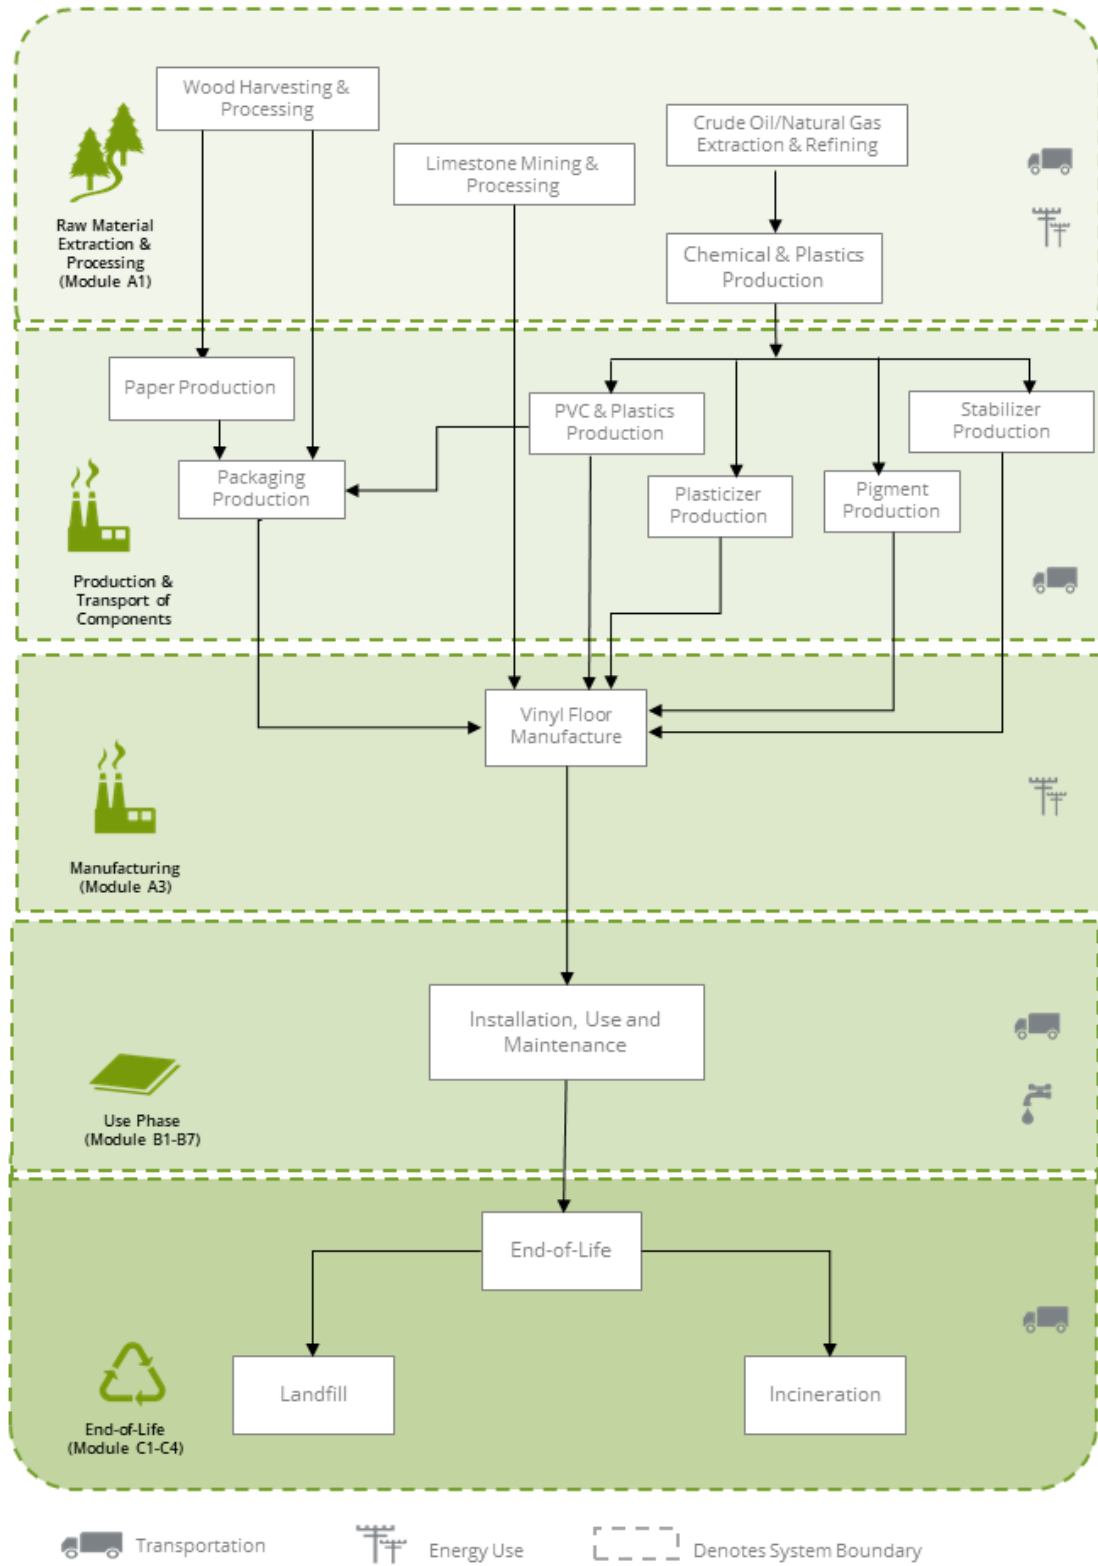 Wood Harvesting &
Processing
Crude Oil/Natural Gas
Extraction & Refining
Limestone Mining &
Processing
Raw Material
Extraction &
Processing
(Module A1)
Chemical & Plastics
Production
Paper Production
PVC & Plastics
Production
Stabilizer
Production
Packaging
Production
Plasticizer
Production
Pigment
Production
Production &
Transport of
Components
Vinyl Floor
Manufacture
Manufacturing
(Module A3)
Installation, Use and
Maintenance
Use Phase
(Module B1-B7)
End-of-Life
Landfill
Incineration
End-of-Life
(Module C1-C4)
Transportation
Energy Use
Denotes System Boundary